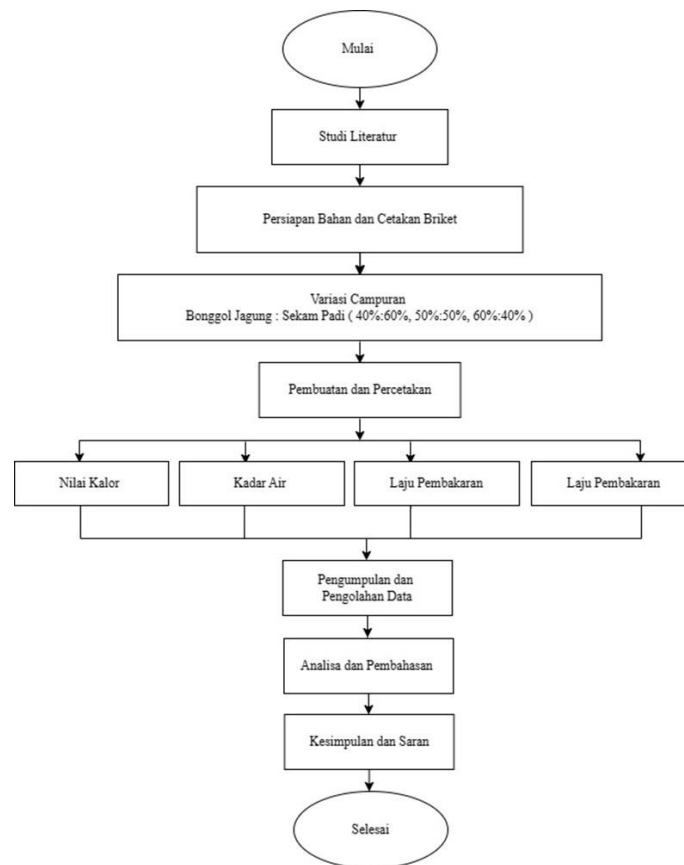 Mulai
Studi Literatur
Persiapan Bahan dan Cetakan Briket
Variasi Campuran
Bonggol Jagung : Sekam Padi ( 40%:60%, 50%:50%, 60%:40% )
Pembuatan dan Percetakan
Nilai Kalor
Kadar Air
Laju Pembakaran
Laju Pembakaran
Pengumpulan dan
Pengolahan Data
Analisa dan Pembahasan
Kesimpulan dan Saran
Selesai